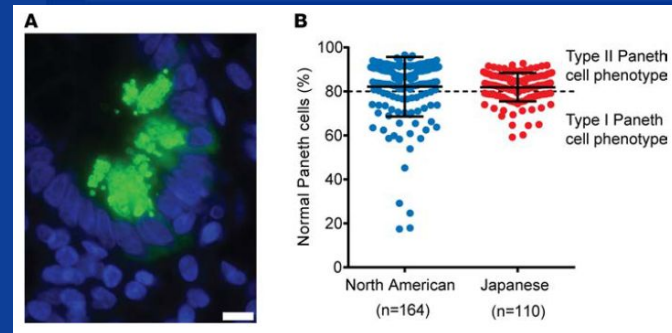 A
B
Normal Paneth cells (%)
100
80
60
40
20
0
Type II Paneth
cell phenotype
Type I Paneth
cell phenotype
North American
Japanese
(n=164)
(n=110)